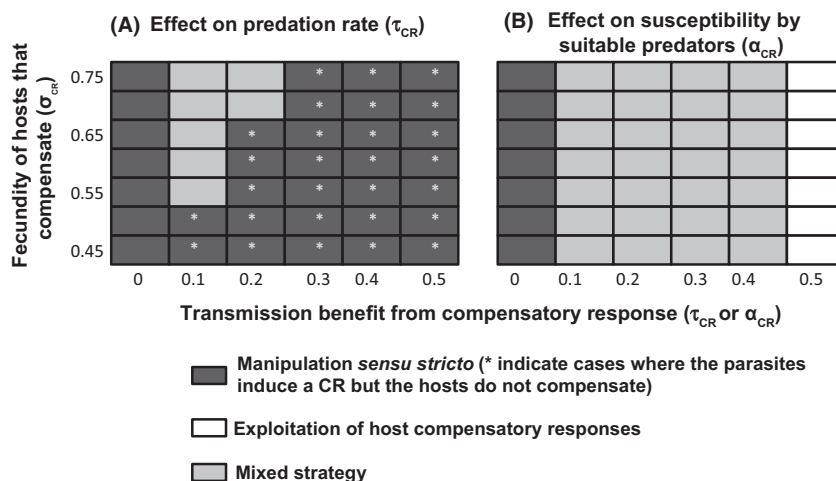 (A) Effect on predation rate (τCR)
(B) Effect on susceptibility by
suitable predators (αCR)
Fecundity of hosts that
compensate (σCR)
0.75
0.65
0.55
0.45
* * *
* * *
* * * *
* * * *
* * * *
* * * * *
* * * * *
0 0.1 0.2 0.3 0.4 0.5
0 0.1 0.2 0.3 0.4 0.5
Transmission benefit from compensatory response (τCR or αCR)
Manipulation sensu stricto (* indicate cases where the parasites
induce a CR but the hosts do not compensate)
Exploitation of host compensatory responses
Mixed strategy